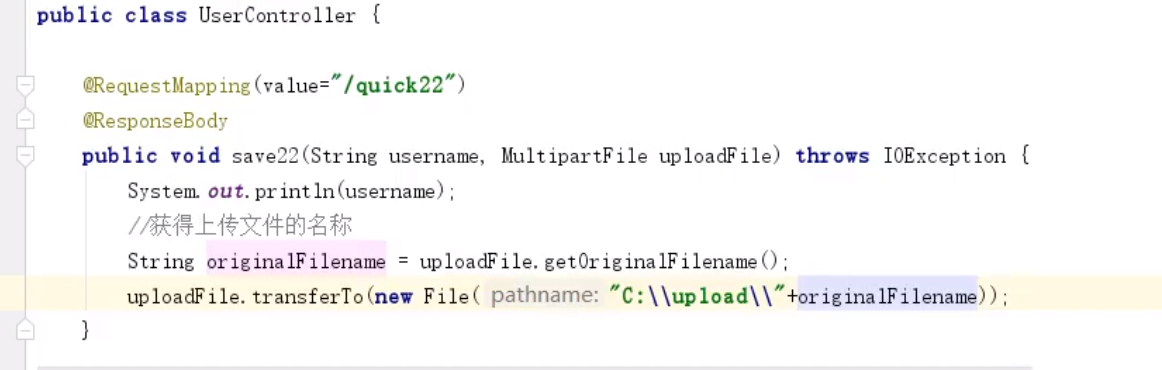 public class UserController {
@RequestMapping(value="/quick22")
@ResponseBody
public void save22(String username, MultipartFile uploadFile) throws IOException {
System.out.println(username);
//获得上传文件的名称
String originalFilename = uploadFile.getOriginalFilename();
uploadFile.transferTo(new File( pathname: "C:\\upload\\"+originalFilename));
}